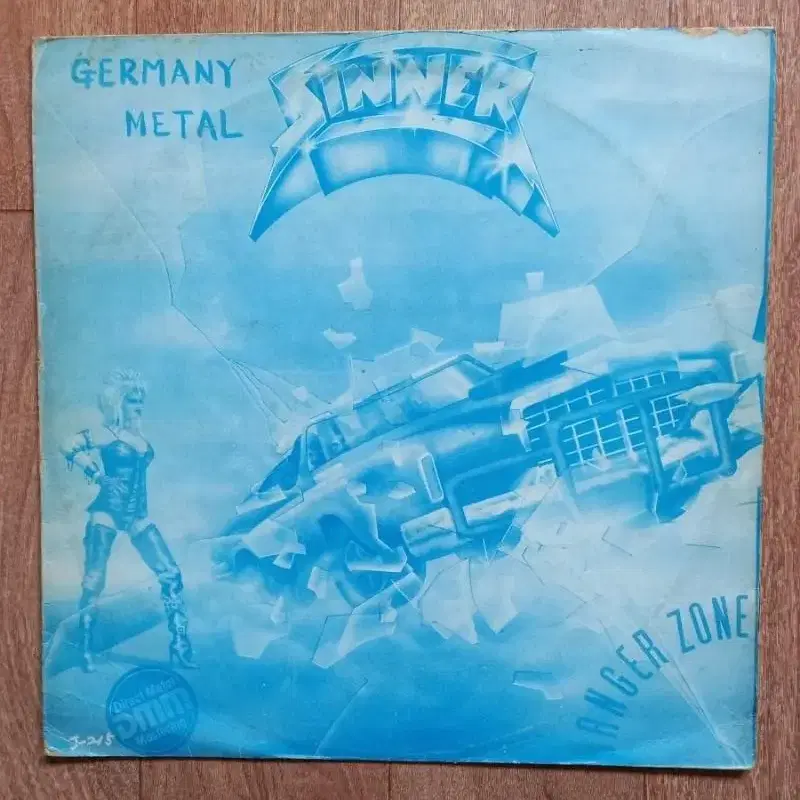 GERMANY
METAL
SINNER
ANGER ZONE
Direct Metal
DMM
Mastering
J-215